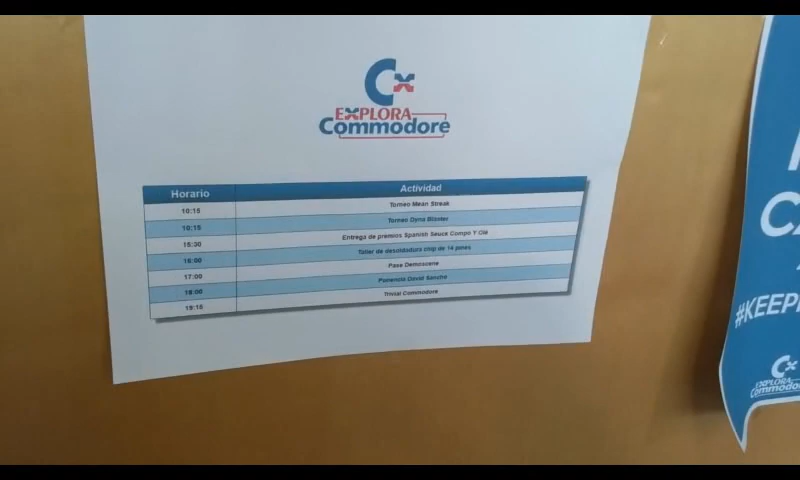 EXPLORA
Commodore
Horario Actividad
10:15 Torneo Mean Streak
10:15 Torneo Dyna Blaster
15:30 Entrega de premios Spanish Sauce Compo Y Olé
16:00 Taller de desoldadura chip de 14 pines
17:00 Pase Demoscene
18:00 Ponencia David
19:15 Trivial Commodore
#KEEP
EXPLORA
Commodore